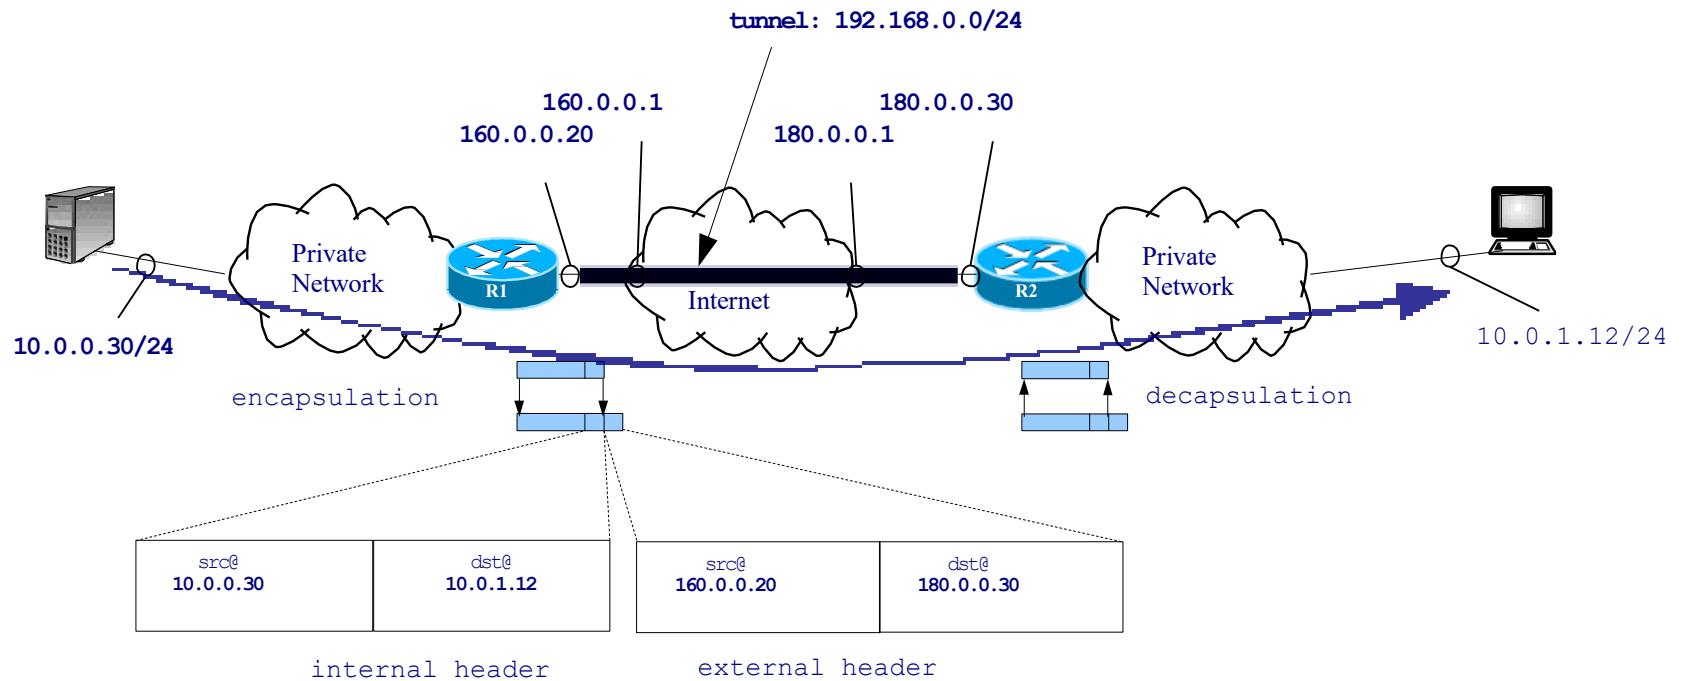 tunnel: 192.168.0.0/24
160.0.0.1
180.0.0.30
160.0.0.20
180.0.0.1
Private
Network
R1
Internet
R2
Private
Network
10.0.0.30/24
10.0.1.12/24
encapsulation
decapsulation
src@
10.0.0.30
dst@
10.0.1.12
src@
160.0.0.20
dst@
180.0.0.30
internal header
external header